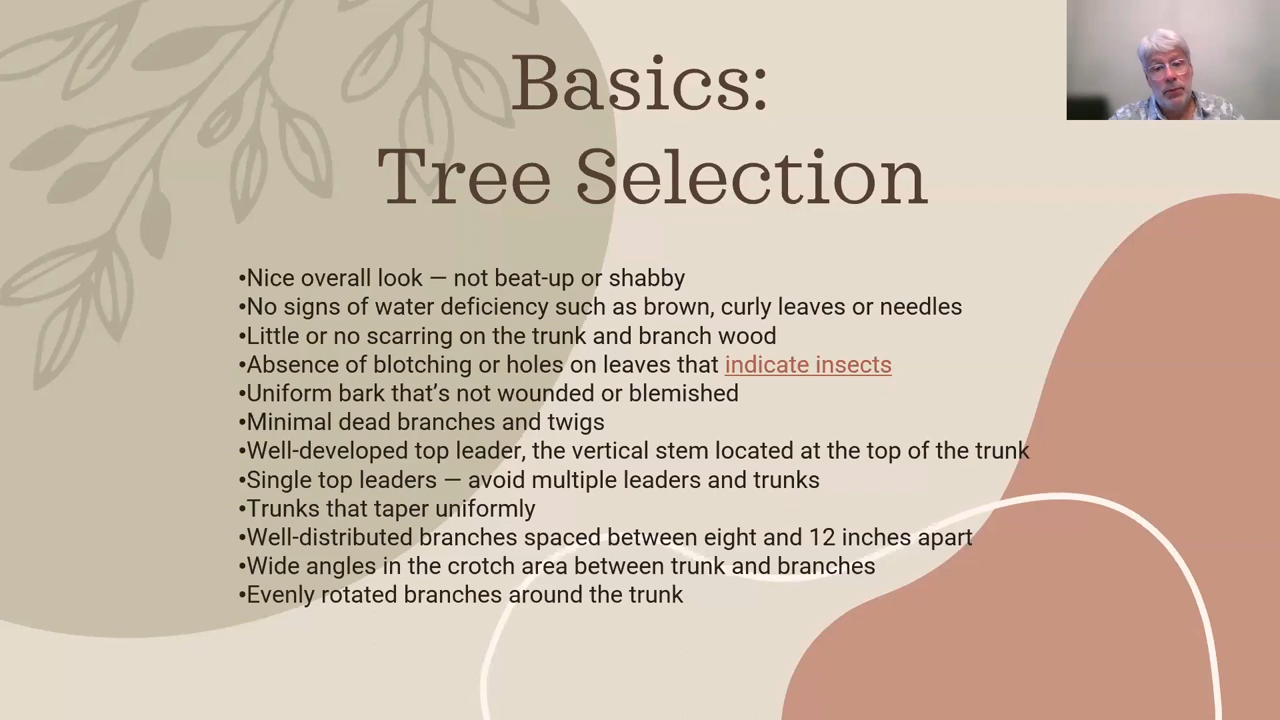 Basics:
Tree Selection
•Nice overall look — not beat-up or shabby
•No signs of water deficiency such as brown, curly leaves or needles
•Little or no scarring on the trunk and branch wood
•Absence of blotching or holes on leaves that indicate insects
•Uniform bark that’s not wounded or blemished
•Minimal dead branches and twigs
•Well-developed top leader, the vertical stem located at the top of the trunk
•Single top leaders — avoid multiple leaders and trunks
•Trunks that taper uniformly
•Well-distributed branches spaced between eight and 12 inches apart
•Wide angles in the crotch area between trunk and branches
•Evenly rotated branches around the trunk